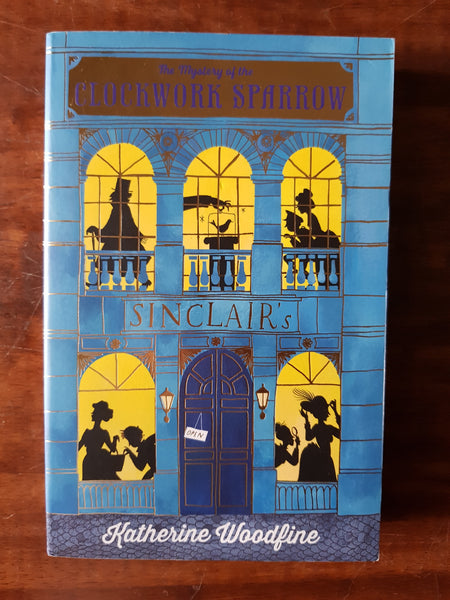 The Mystery of the
CLOCKWORK SPARROW
SINCLAIR's
OPEN
Katherine Woodfine